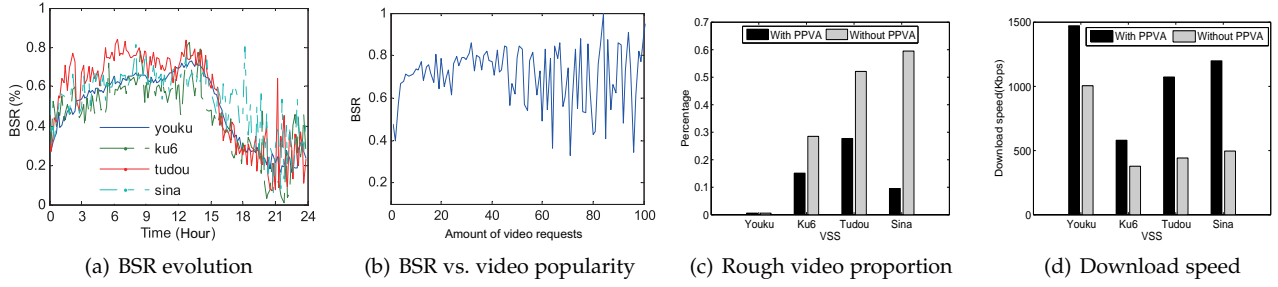 1
0.8
0.6
0.4
0.2
0
BSR (%)
youku
ku6
tudou
sina
0 3 6 9 12 15 18 21 24
Time (Hour)
(a) BSR evolution
1
0.8
0.6
0.4
0.2
BSR
0 20 40 60 80 100
Amount of video requests
(b) BSR vs. video popularity
0.7
0.6
0.5
0.4
0.3
0.2
0.1
0
Percentage
With PPVA Without PPVA
Youku Ku6 Tudou Sina
VSS
(c) Rough video proportion
1500
1000
500
0
Download speed(Kbps)
With PPVA Without PPVA
Youku Ku6 Tudou Sina
VSS
(d) Download speed